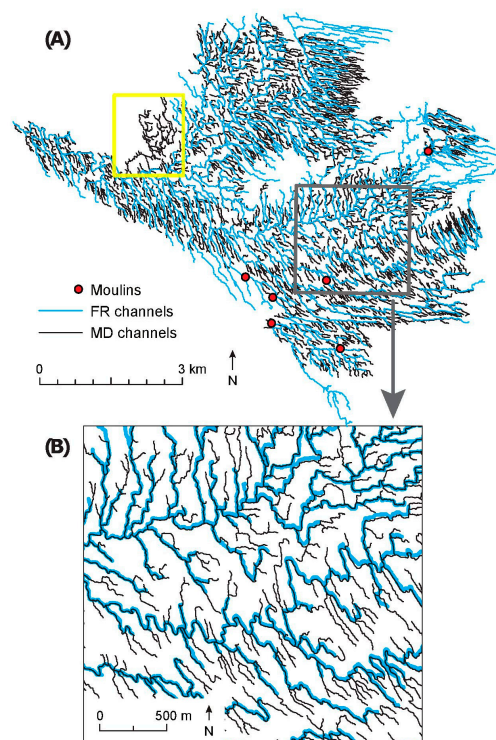 (A)
Moulins
FR channels
MD channels
0 3 km
N
(B)
0 500 m
N